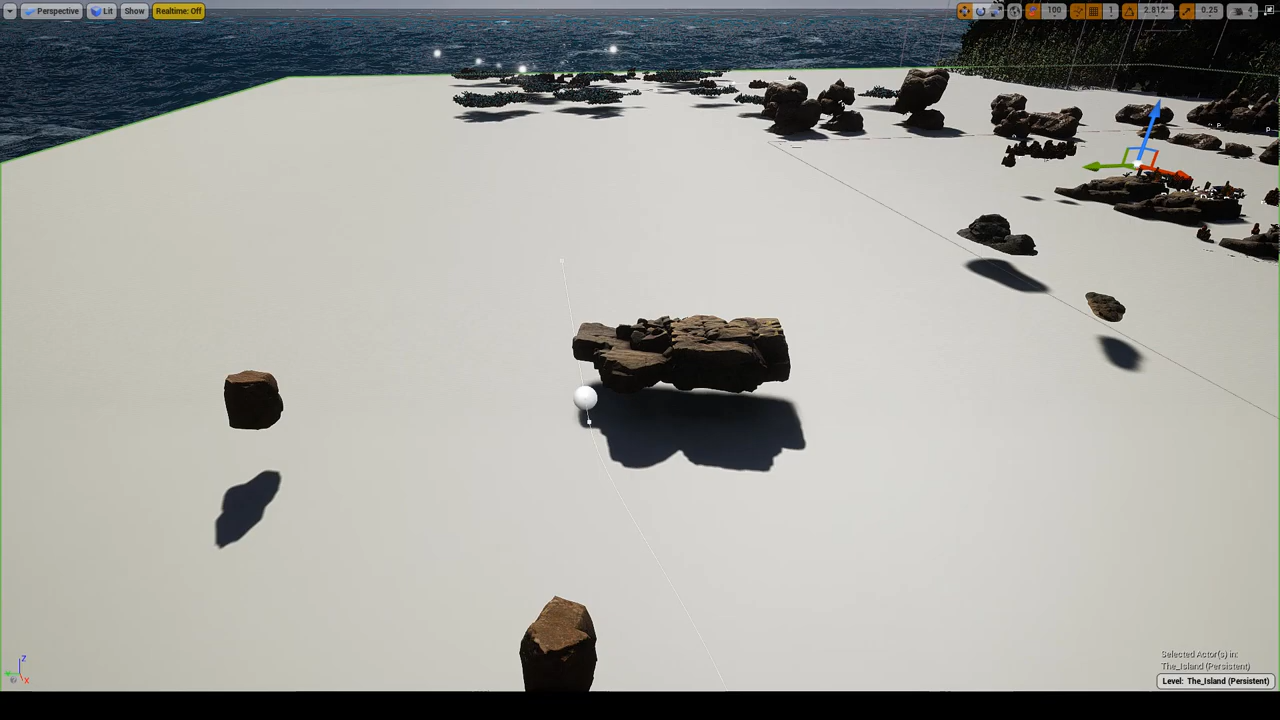 Perspective Lit Show Realtime: Off 100 1 2.812° 0.25 4
Z
X
Selected Actor(s) in:
The_Island (Persistent)
Level: The_Island (Persistent)